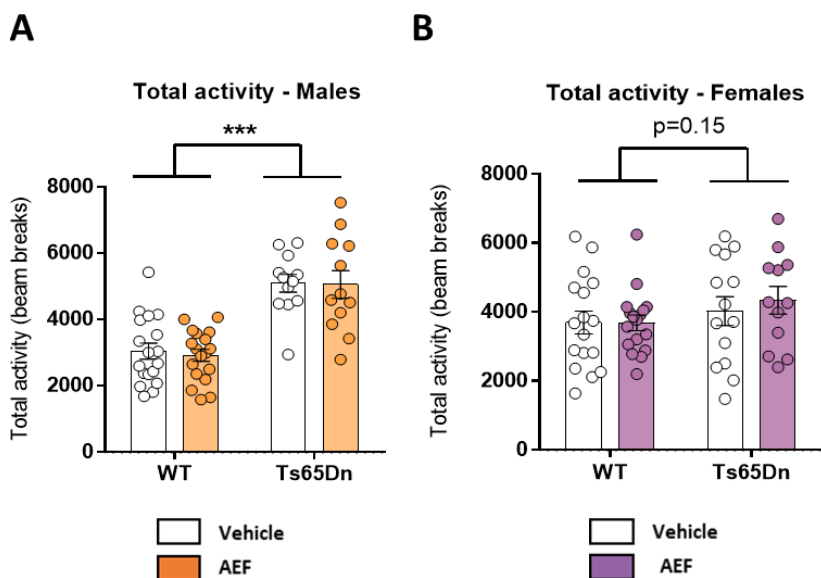 A
Total activity - Males
***
Total activity (beam breaks)
8000
6000
4000
2000
0
WT
Ts65Dn
Vehicle
AEF
B
Total activity - Females
p=0.15
Total activity (beam breaks)
8000
6000
4000
2000
0
WT
Ts65Dn
Vehicle
AEF